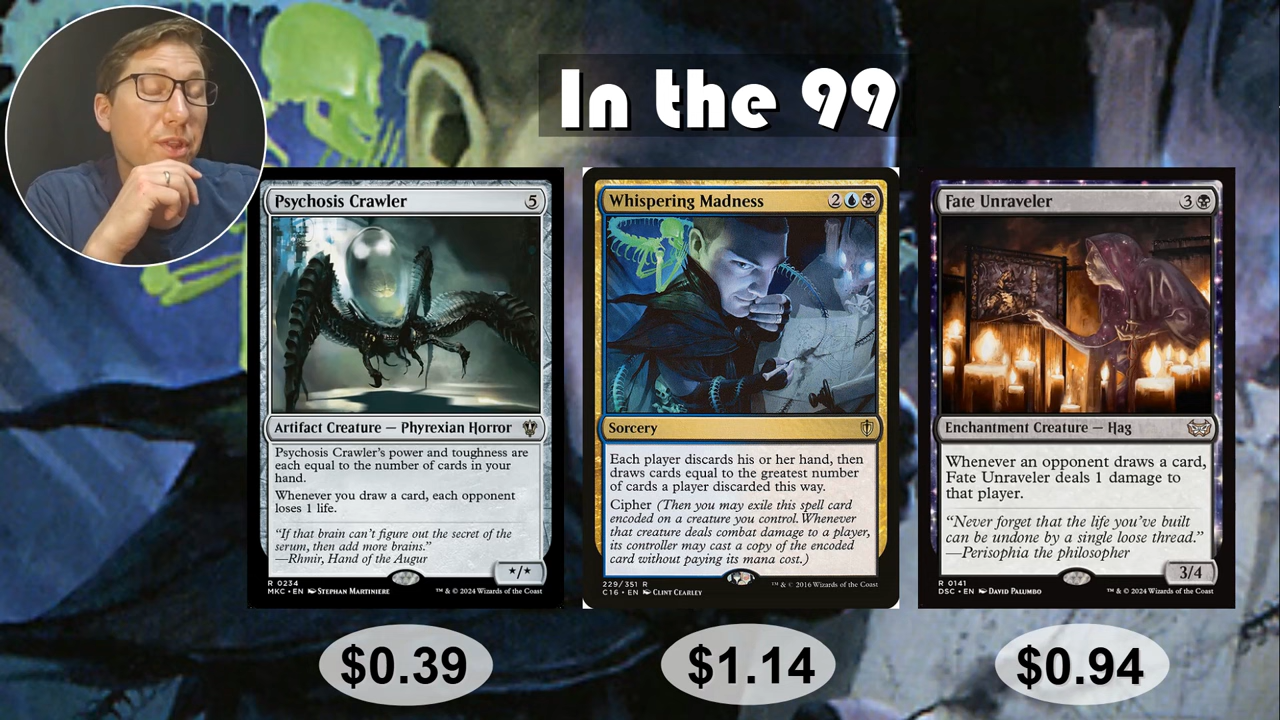 In the 99
Psychosis Crawler 5
Artifact Creature — Phyrexian Horror
Psychosis Crawler's power and toughness are
each equal to the number of cards in your
hand.
Whenever you draw a card, each opponent
loses 1 life.
"If that brain can't figure out the secret of the
serum, then add more brains."
—Rhmir, Hand of the Augur
*/*
R 0234
MKC • EN Stephan Martiniere
™ & © 2024 Wizards of the Coast
$0.39
Whispering Madness 2
Sorcery
Each player discards his or her hand, then
draws cards equal to the greatest number
of cards a player discarded this way.
Cipher (Then you may exile this spell card
encoded on a creature you control. Whenever
that creature deals combat damage to a player,
its controller may cast a copy of the encoded
card without paying its mana cost.)
229/351 R
C16 • EN Clint Cearley
™ & © 2016 Wizards of the Coast
$1.14
Fate Unraveler 3
Enchantment Creature — Hag
Whenever an opponent draws a card,
Fate Unraveler deals 1 damage to
that player.
"Never forget that the life you've built
can be undone by a single loose thread."
—Perisophia the philosopher
3/4
R 0141
DSC • EN David Palumbo
™ & © 2024 Wizards of the Coast
$0.94